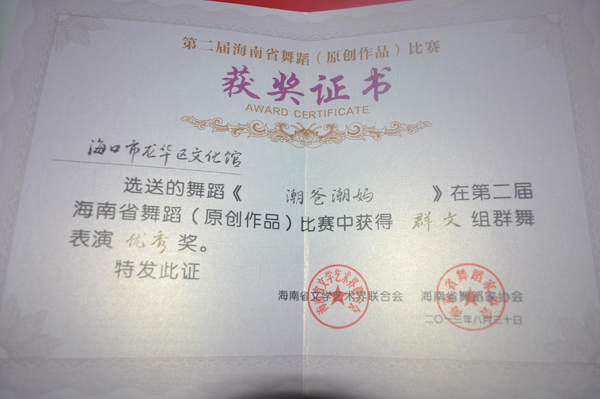 第二届海南省舞蹈（原创作品）比赛
获奖证书
AWARD CERTIFICATE
海口市龙华区文化馆
选送的舞蹈《 潮爸潮妈 》在第二届
海南省舞蹈（原创作品）比赛中获得 群文 组群舞
表演 优秀 奖。
特发此证
海南省文学艺术界联合会 海南省舞蹈家协会
二〇一三年八月三十日